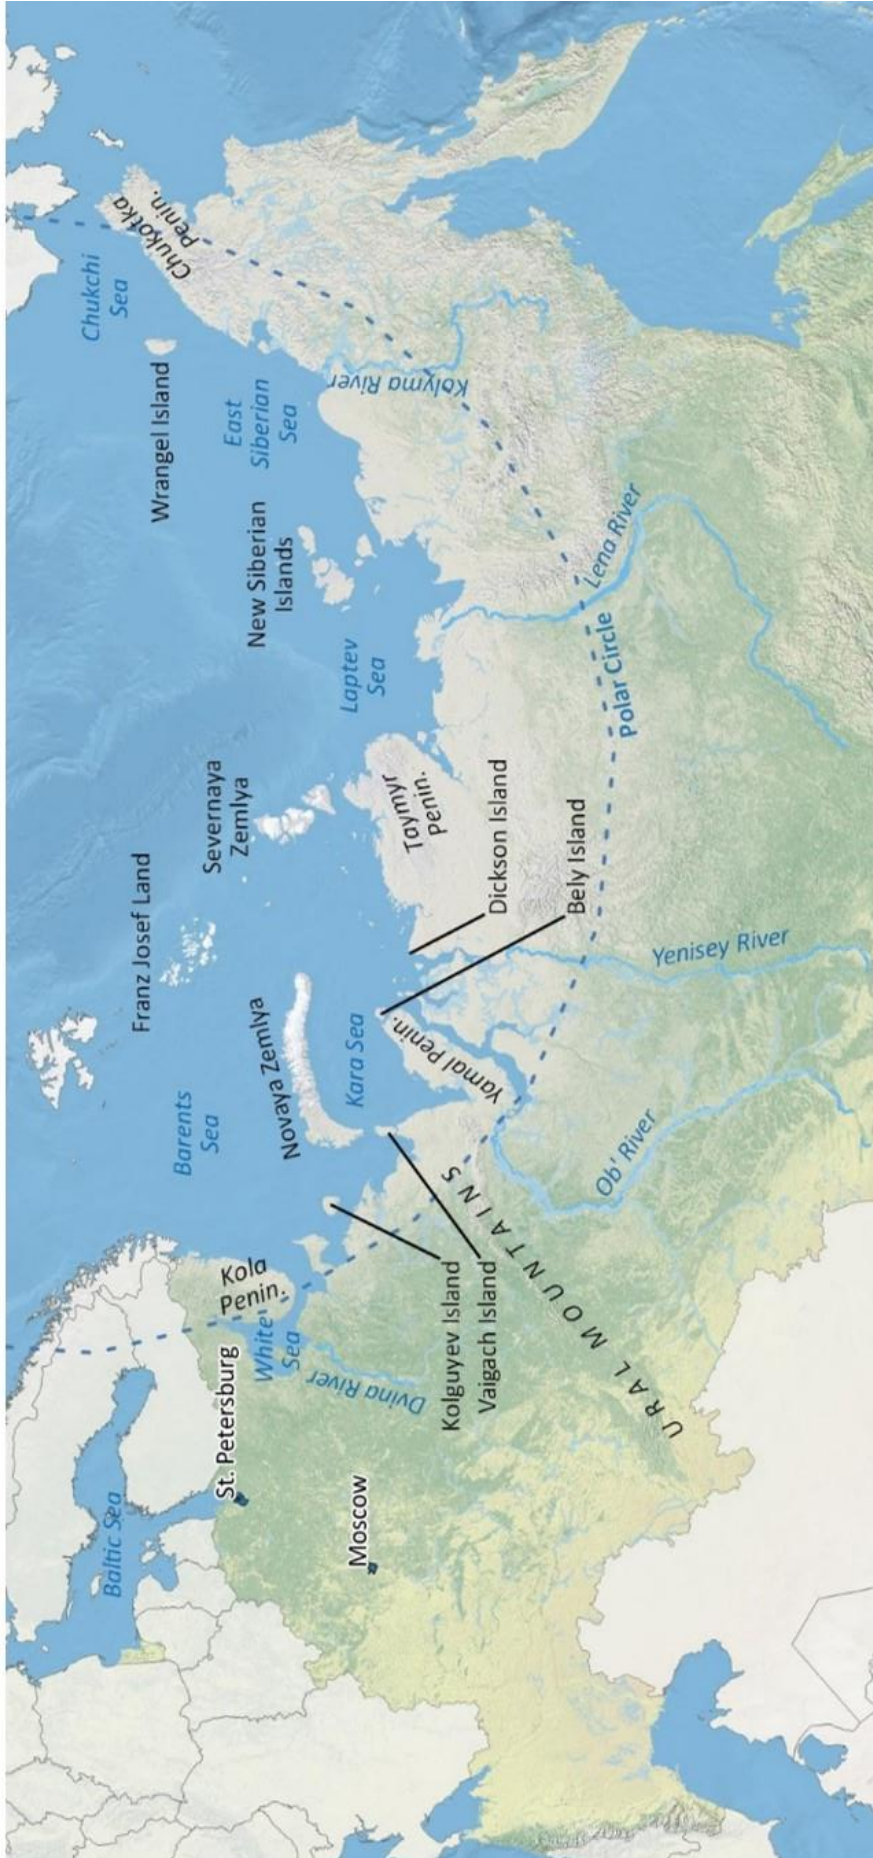 Chukotka
Penin.
Chukchi
Sea
Wrangel Island
East
Siberian
Sea
Kolyma River
New Siberian
Islands
Lena River
Laptev
Sea
Polar Circle
Severnaya
Zemlya
Taymyr
Penin.
Dickson Island
Bely Island
Franz Josef Land
Yenisey River
Novaya Zemlya
Kara Sea
Yamal Penin.
Barents
Sea
Ob' River
URAL MOUNTAINS
Kola
Penin.
White
Sea
Kolguyev Island
Vaigach Island
Dvina River
St. Petersburg
Moscow
Baltic Sea